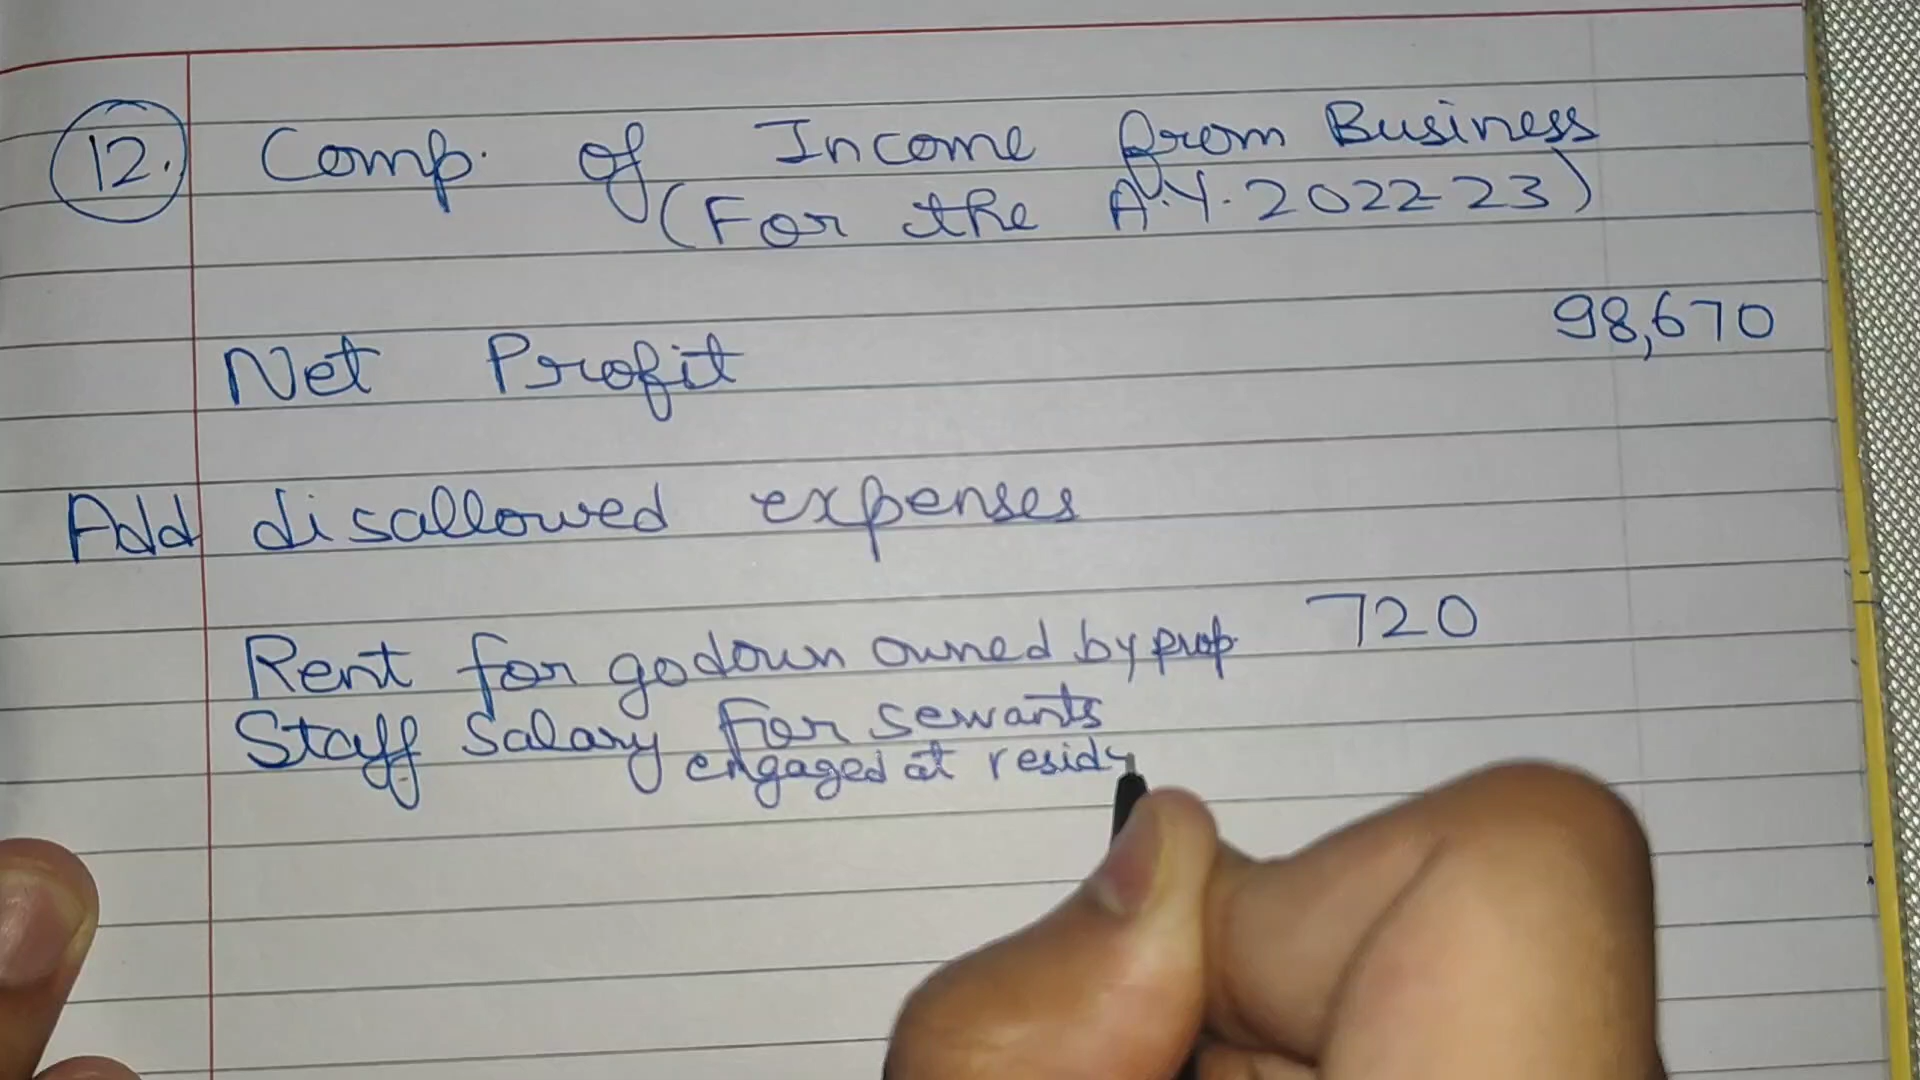 12. Comp. of Income from Business
(For the A.Y. 2022-23)
Net Profit 98,670
Add disallowed expenses
Rent for godown owned by prop. 720
Staff Salary for servants
engaged at resid